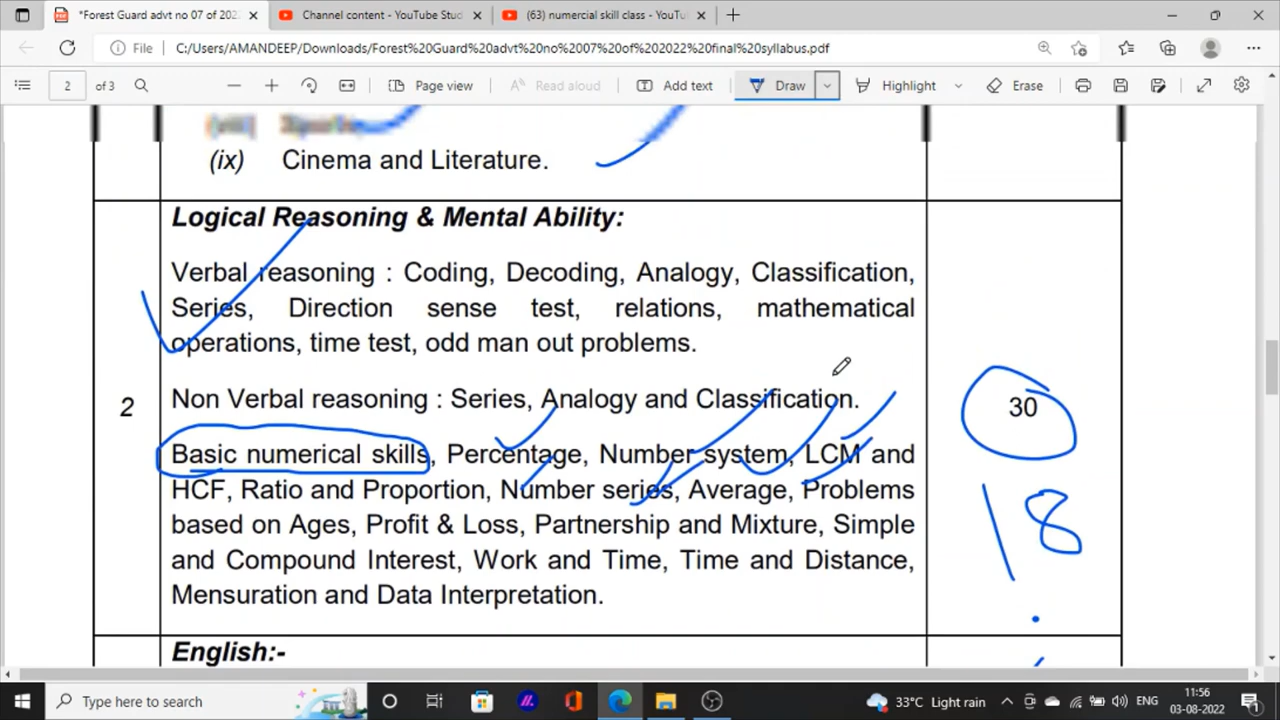 *Forest Guard advt no 07 of 202
Channel content - YouTube Stud
(63) numercial skill class - YouTu
File
C:/Users/AMANDEEP/Downloads/Forest%20Guard%20advt%20no%2007%20of%202022%20final%20syllabus.pdf
2 of 3
Page view
Read aloud
Add text
Draw
Highlight
Erase
(ix) Cinema and Literature.
Logical Reasoning & Mental Ability:
Verbal reasoning : Coding, Decoding, Analogy, Classification,
Series, Direction sense test, relations, mathematical
operations, time test, odd man out problems.
2
Non Verbal reasoning : Series, Analogy and Classification.
30
Basic numerical skills, Percentage, Number system, LCM and
HCF, Ratio and Proportion, Number series, Average, Problems
based on Ages, Profit & Loss, Partnership and Mixture, Simple
and Compound Interest, Work and Time, Time and Distance,
Mensuration and Data Interpretation.
18
English:-
Type here to search
33°C Light rain
ENG
11:56
03-08-2022
1